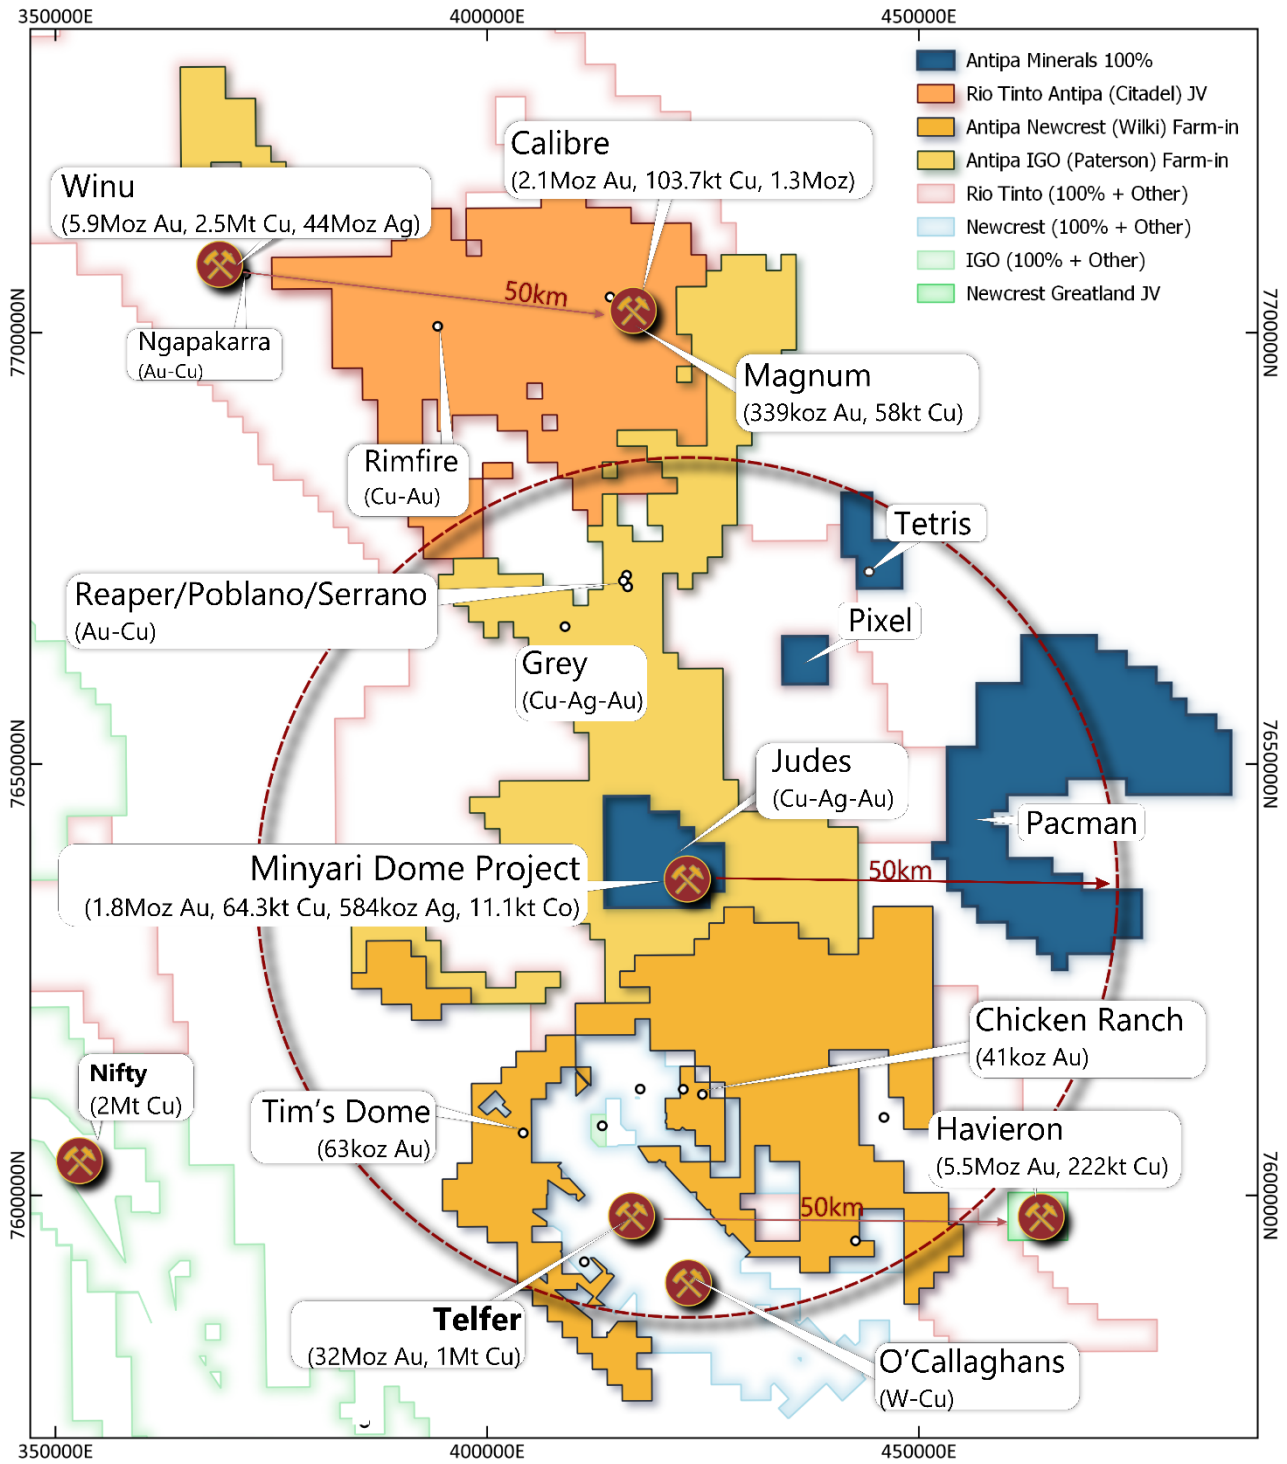 350000E
400000E
450000E
Antipa Minerals 100%
Rio Tinto Antipa (Citadel) JV
Antipa Newcrest (Wilki) Farm-in
Antipa IGO (Paterson) Farm-in
Rio Tinto (100% + Other)
Newcrest (100% + Other)
IGO (100% + Other)
Newcrest Greatland JV
Calibre
(2.1Moz Au, 103.7kt Cu, 1.3Moz)
Winu
(5.9Moz Au, 2.5Mt Cu, 44Moz Ag)
50km
7700000N
7700000N
Ngapakarra
(Au-Cu)
Magnum
(339koz Au, 58kt Cu)
Rimfire
(Cu-Au)
Tetris
Reaper/Poblano/Serrano
(Au-Cu)
Pixel
Grey
(Cu-Ag-Au)
7650000N
7650000N
Judes
(Cu-Ag-Au)
Pacman
Minyari Dome Project
(1.8Moz Au, 64.3kt Cu, 584koz Ag, 11.1kt Co)
50km
Chicken Ranch
(41koz Au)
Nifty
(2Mt Cu)
Tim's Dome
(63koz Au)
Havieron
(5.5Moz Au, 222kt Cu)
7600000N
7600000N
50km
Telfer
(32Moz Au, 1Mt Cu)
O'Callaghans
(W-Cu)
350000E
400000E
450000E